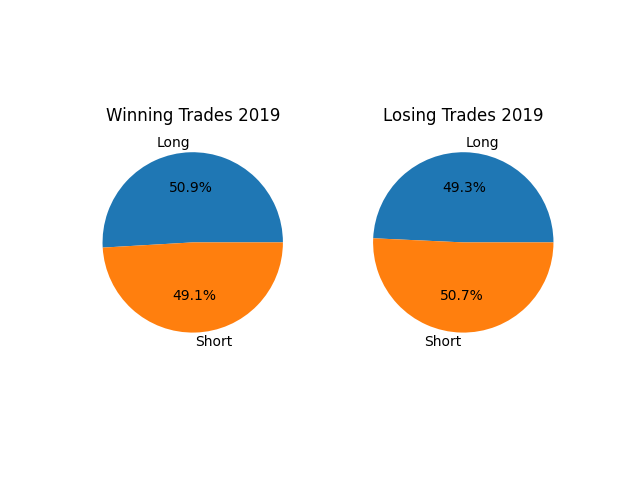 Winning Trades 2019
Long
50.9%
49.1%
Short
Losing Trades 2019
Long
49.3%
50.7%
Short